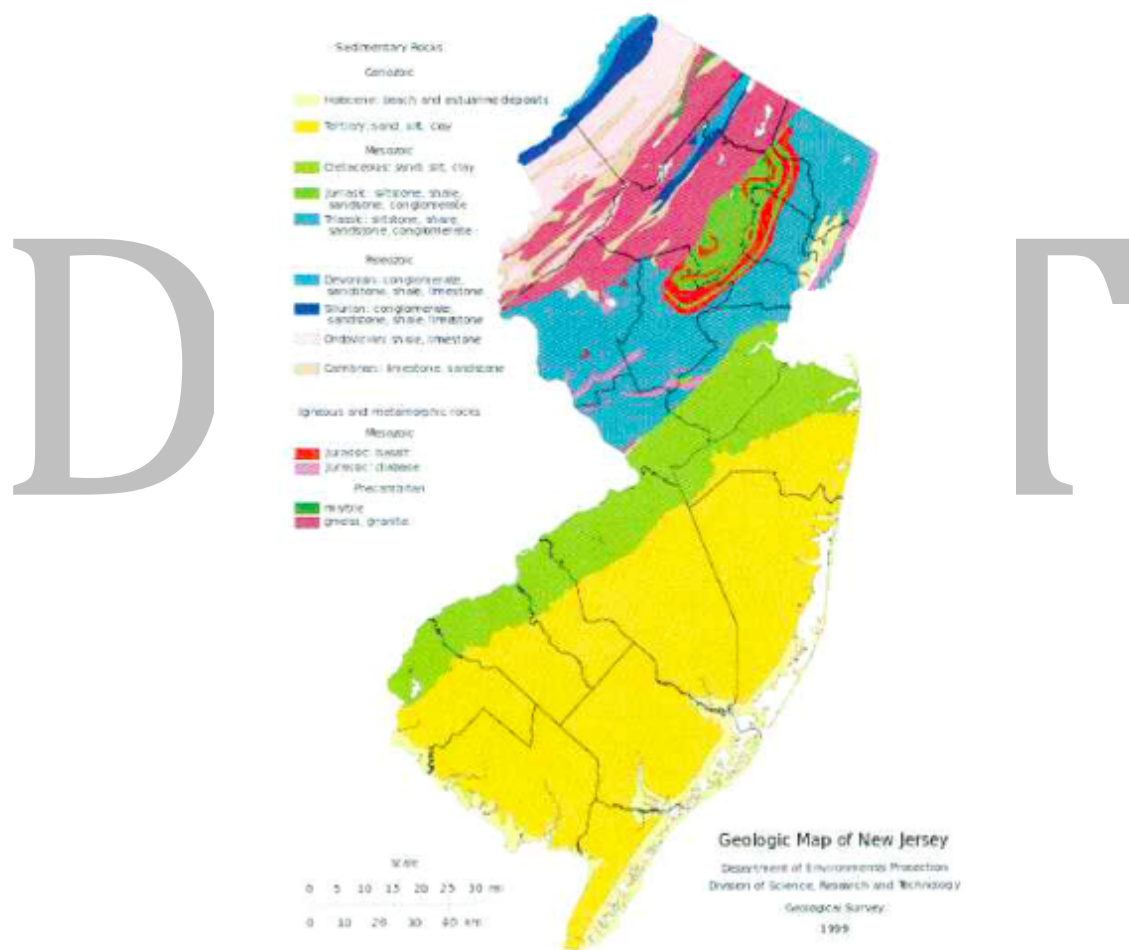 Sedimentary Rocks
Cenozoic
Holocene: beach and estuarine deposits
Tertiary: sand, silt, clay
Mesozoic
Cretaceous: sand, silt, clay
Jurassic: siltstone, shale,
sandstone, conglomerate
Triassic: siltstone, shale,
sandstone, conglomerate
Paleozoic
Devonian: conglomerate,
sandstone, shale, limestone
Silurian: conglomerate,
sandstone, shale, limestone
Ordovician: shale, limestone
Cambrian: limestone, sandstone
Igneous and metamorphic rocks
Mesozoic
Jurassic: basalt
Jurassic: diabase
Precambrian
marble
gneiss, granite
Scale
0 5 10 15 20 25 30 mi
0 10 20 30 40 km
Geologic Map of New Jersey
Department of Environmental Protection
Division of Science, Research and Technology
Geological Survey
1999
D T